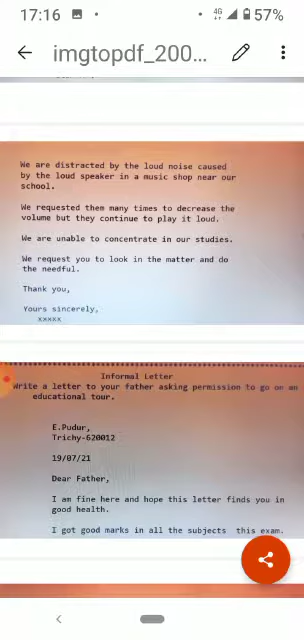 17:16
4G
57%
imgtopdf_200...
We are distracted by the loud noise caused
by the loud speaker in a music shop near our
school.
We requested them many times to decrease the
volume but they continue to play it loud.
We are unable to concentrate in our studies.
We request you to look in the matter and do
the needful.
Thank you,
Yours sincerely,
xxxxx
Informal Letter
Write a letter to your father asking permission to go on an
educational tour.
E.Pudur,
Trichy-620012
19/07/21
Dear Father,
I am fine here and hope this letter finds you in
good health.
I got good marks in all the subjects this exam.